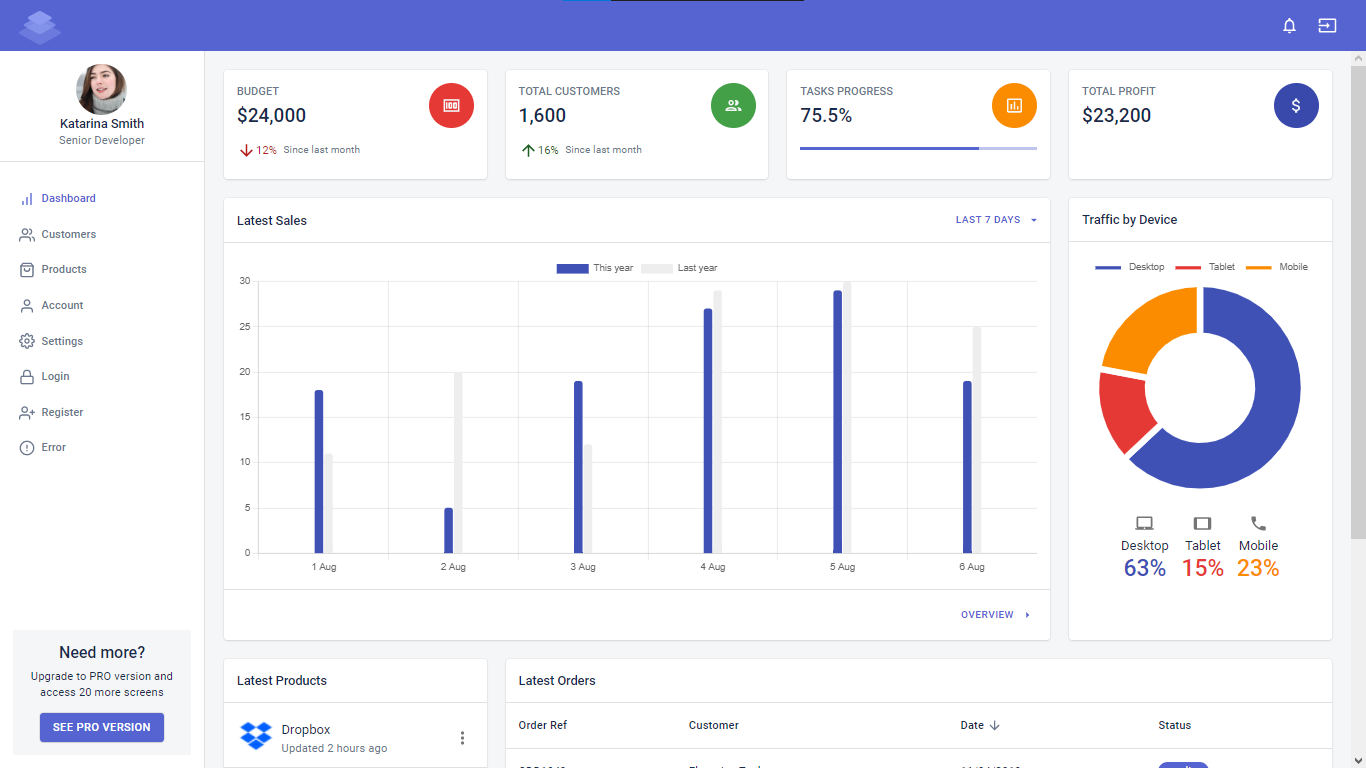 Katarina Smith
Senior Developer
Dashboard
Customers
Products
Account
Settings
Login
Register
Error
Need more?
Upgrade to PRO version and
access 20 more screens
SEE PRO VERSION
BUDGET
$24,000
12% Since last month
TOTAL CUSTOMERS
1,600
16% Since last month
TASKS PROGRESS
75.5%
TOTAL PROFIT
$23,200
$
Latest Sales
LAST 7 DAYS
This year Last year
30
25
20
15
10
5
0
1 Aug 2 Aug 3 Aug 4 Aug 5 Aug 6 Aug
OVERVIEW
Traffic by Device
Desktop Tablet Mobile
Desktop Tablet Mobile
63% 15% 23%
Latest Products
Dropbox
Updated 2 hours ago
Latest Orders
Order Ref Customer Date Status